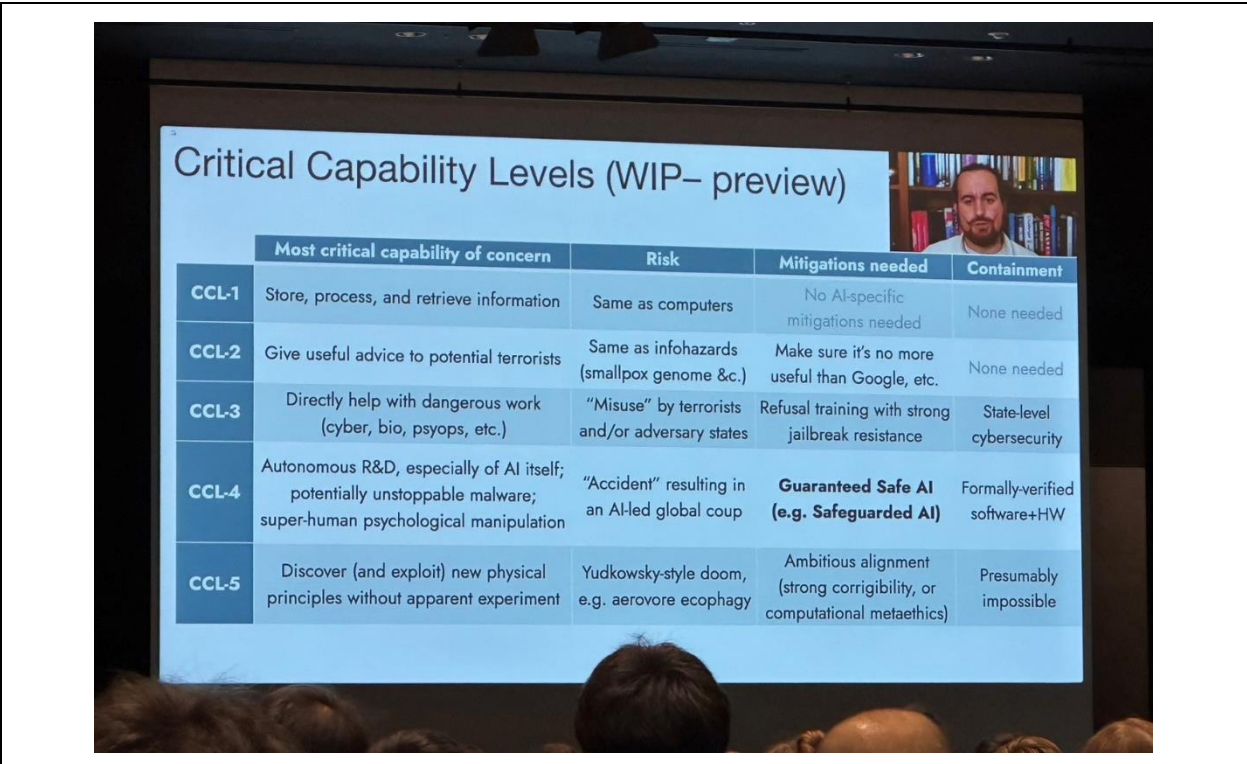 Critical Capability Levels (WIP– preview)
Most critical capability of concern
Risk
Mitigations needed
Containment
CCL-1
Store, process, and retrieve information
Same as computers
No AI-specific
mitigations needed
None needed
CCL-2
Give useful advice to potential terrorists
Same as infohazards
(smallpox genome &c.)
Make sure it's no more
useful than Google, etc.
None needed
CCL-3
Directly help with dangerous work
(cyber, bio, psyops, etc.)
“Misuse” by terrorists
and/or adversary states
Refusal training with strong
jailbreak resistance
State-level
cybersecurity
CCL-4
Autonomous R&D, especially of AI itself;
potentially unstoppable malware;
super-human psychological manipulation
“Accident” resulting in
an AI-led global coup
Guaranteed Safe AI
(e.g. Safeguarded AI)
Formally-verified
software+HW
CCL-5
Discover (and exploit) new physical
principles without apparent experiment
Yudkowsky-style doom,
e.g. aerovore ecophagy
Ambitious alignment
(strong corrigibility, or
computational metaethics)
Presumably
impossible